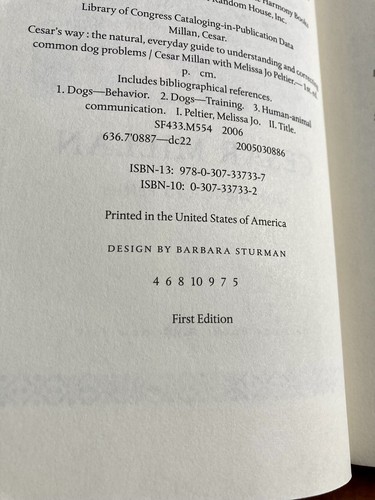 Harmony Books
Random House, Inc.
Library of Congress Cataloging-in-Publication Data
Millan, Cesar.
Cesar's way : the natural, everyday guide to understanding and correcting
common dog problems / Cesar Millan with Melissa Jo Peltier.— 1st ed.
p. cm.
Includes bibliographical references.
1. Dogs—Behavior. 2. Dogs—Training. 3. Human-animal
communication. I. Peltier, Melissa Jo. II. Title.
SF433.M554 2006
636.7'0887—dc22 2005030886
ISBN-13: 978-0-307-33733-7
ISBN-10: 0-307-33733-2
Printed in the United States of America
DESIGN BY BARBARA STURMAN
4 6 8 10 9 7 5
First Edition